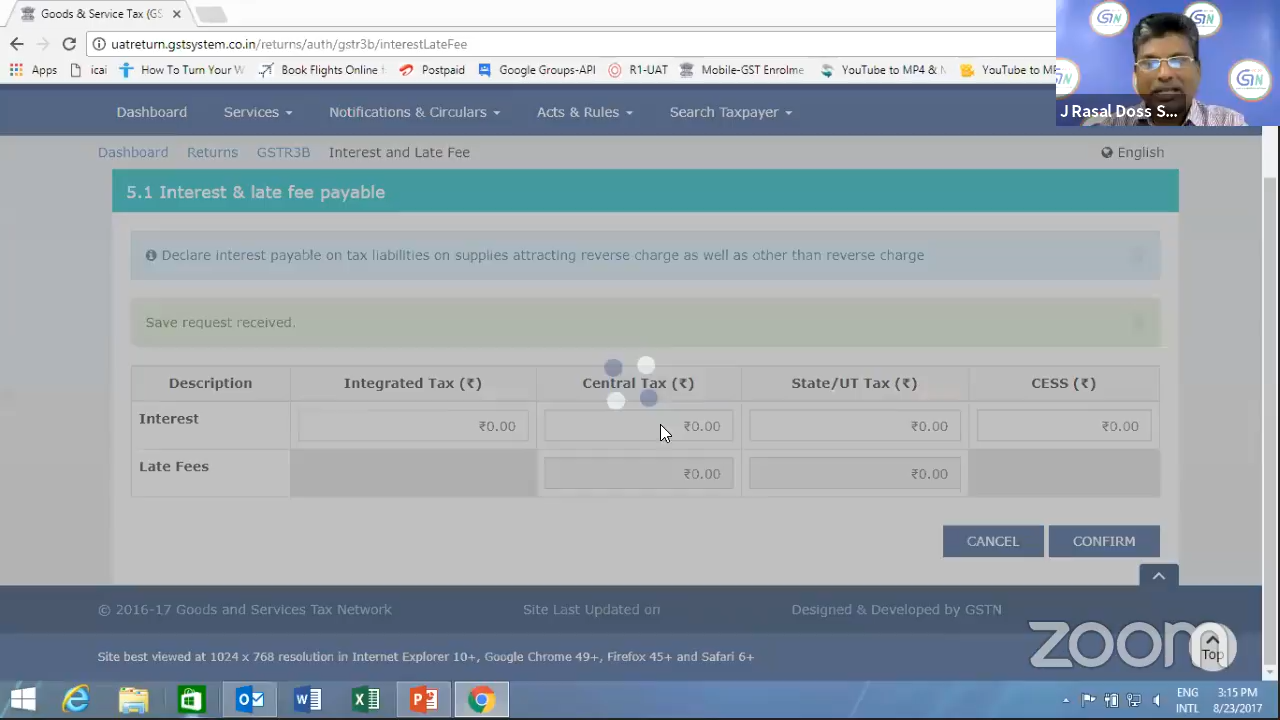 Goods & Service Tax (GS
uatreturn.gstsystem.co.in/returns/auth/gstr3b/interestLateFee
Apps icai How To Turn Your W Book Flights Online f Postpaid Google Groups-API R1-UAT Mobile-GST Enrolme YouTube to MP4 & M YouTube to MP
J Rasal Doss S...
Dashboard Services Notifications & Circulars Acts & Rules Search Taxpayer
Dashboard Returns GSTR3B Interest and Late Fee English
5.1 Interest & late fee payable
Declare interest payable on tax liabilities on supplies attracting reverse charge as well as other than reverse charge
Save request received.
Description Integrated Tax (₹) Central Tax (₹) State/UT Tax (₹) CESS (₹)
Interest ₹0.00 ₹0.00 ₹0.00 ₹0.00
Late Fees ₹0.00 ₹0.00
CANCEL CONFIRM
© 2016-17 Goods and Services Tax Network Site Last Updated on Designed & Developed by GSTN
zoom
Top
Site best viewed at 1024 x 768 resolution in Internet Explorer 10+, Google Chrome 49+, Firefox 45+ and Safari 6+
ENG 3:15 PM
INTL 8/23/2017